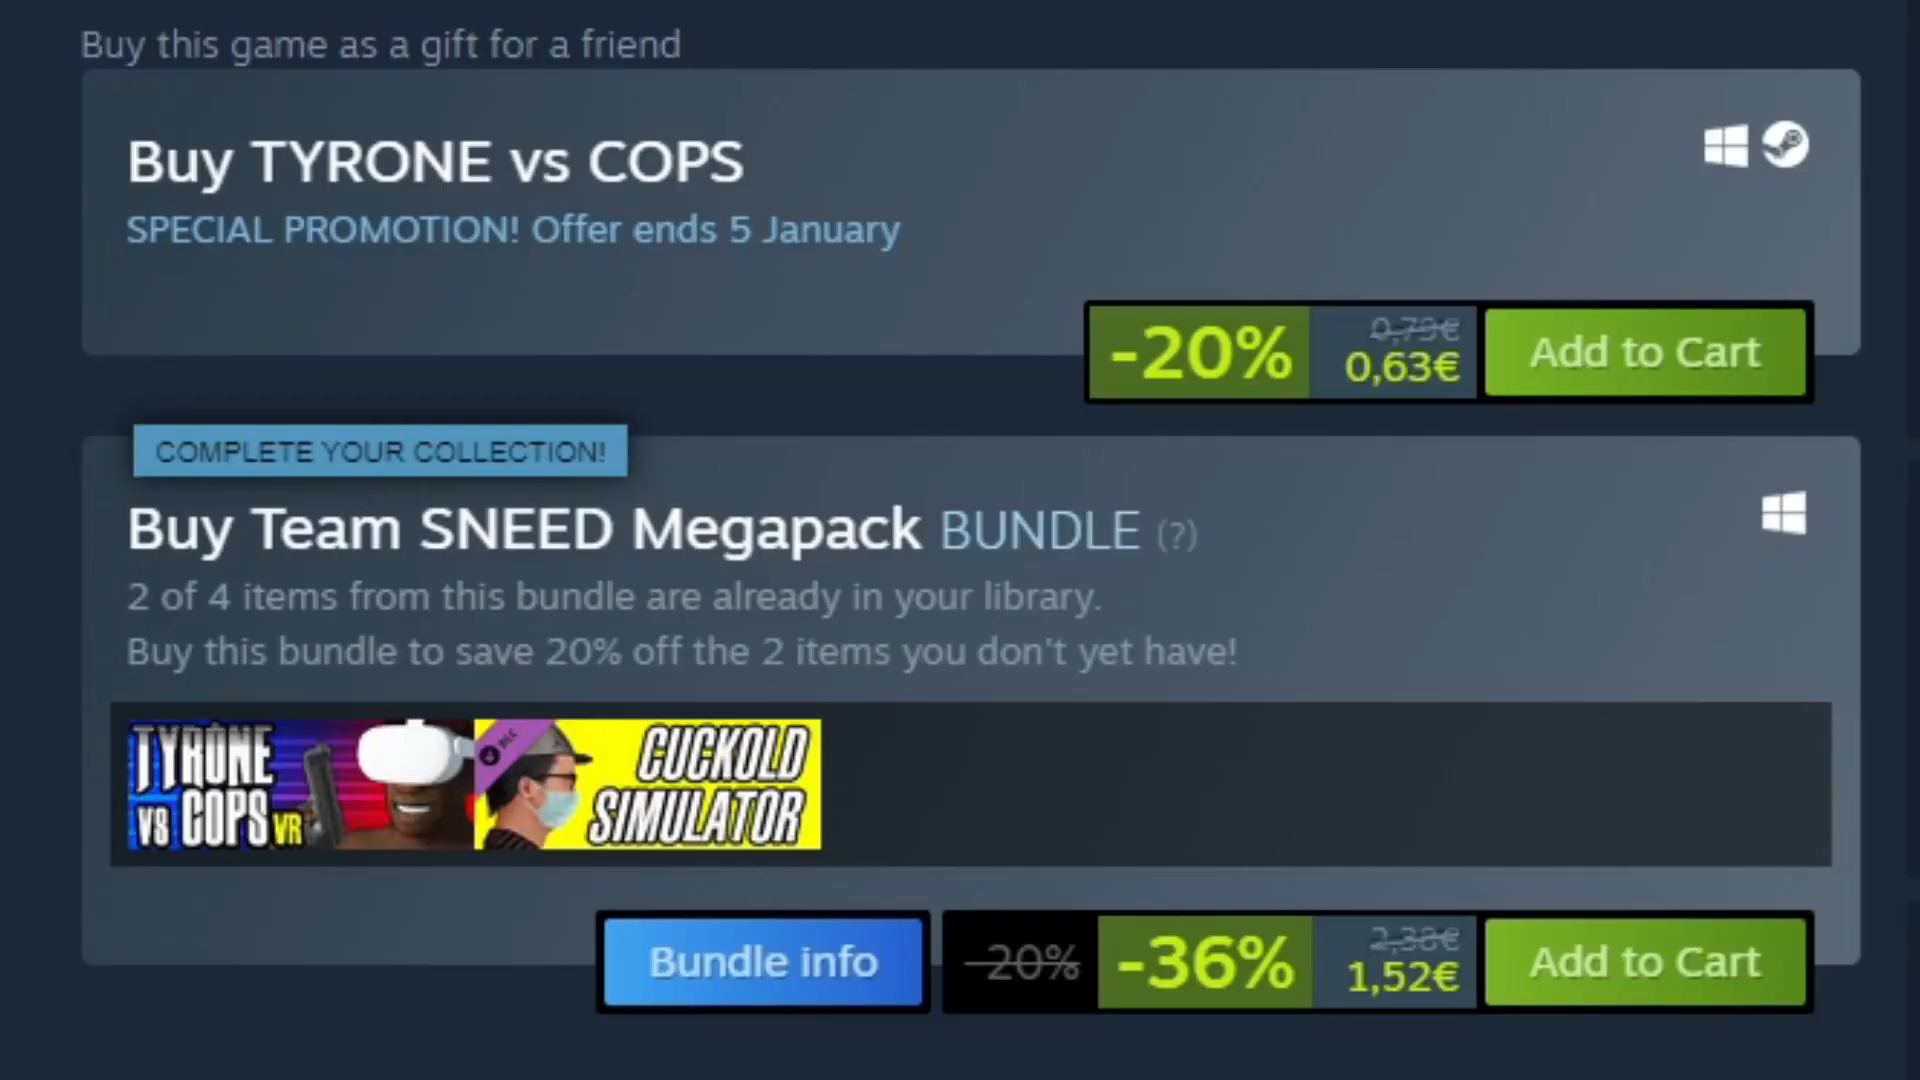 Buy this game as a gift for a friend
Buy TYRONE vs COPS
SPECIAL PROMOTION! Offer ends 5 January
-20%
0,79€
0,63€
Add to Cart
COMPLETE YOUR COLLECTION!
Buy Team SNEED Megapack BUNDLE (?)
2 of 4 items from this bundle are already in your library.
Buy this bundle to save 20% off the 2 items you don't yet have!
TYRONE
VS COPS VR
DLC
CUCKOLD
SIMULATOR
Bundle info
-20%
-36%
2,38€
1,52€
Add to Cart